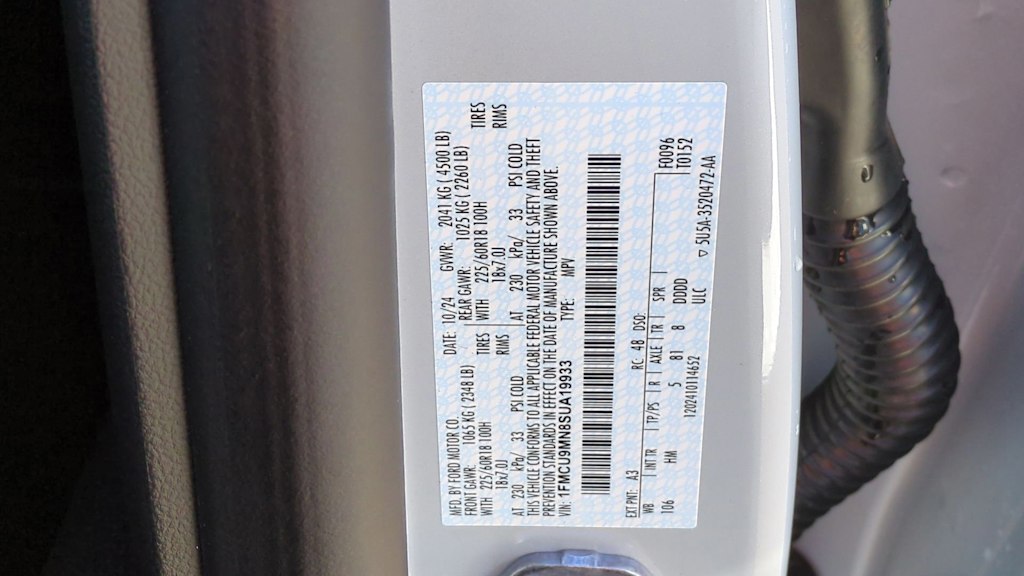 MFD. BY FORD MOTOR CO. DATE: 10/24 GVWR: 2041 KG ( 4500 LB)
FRONT GAWR: 1065 KG ( 2348 LB) REAR GAWR: 1025 KG ( 2260 LB)
WITH 225/60R18 100H TIRES WITH 225/60R18 100H TIRES
18x7.0J RIMS 18x7.0J RIMS
AT 230 kPa/ 33 PSI COLD AT 230 kPa/ 33 PSI COLD
THIS VEHICLE CONFORMS TO ALL APPLICABLE FEDERAL MOTOR VEHICLE SAFETY AND THEFT
PREVENTION STANDARDS IN EFFECT ON THE DATE OF MANUFACTURE SHOWN ABOVE.
VIN: 1FMCU9MN8SUA19933 TYPE: MPV
EXT PNT: A3 RC: 48 DSO: FR096
WB INT TR TP/PS R AXLE TR SPR T0152
106 HM 5 81 8 DDDD
ULC
1202410114652 ▽ 5U5A-3520472-AA